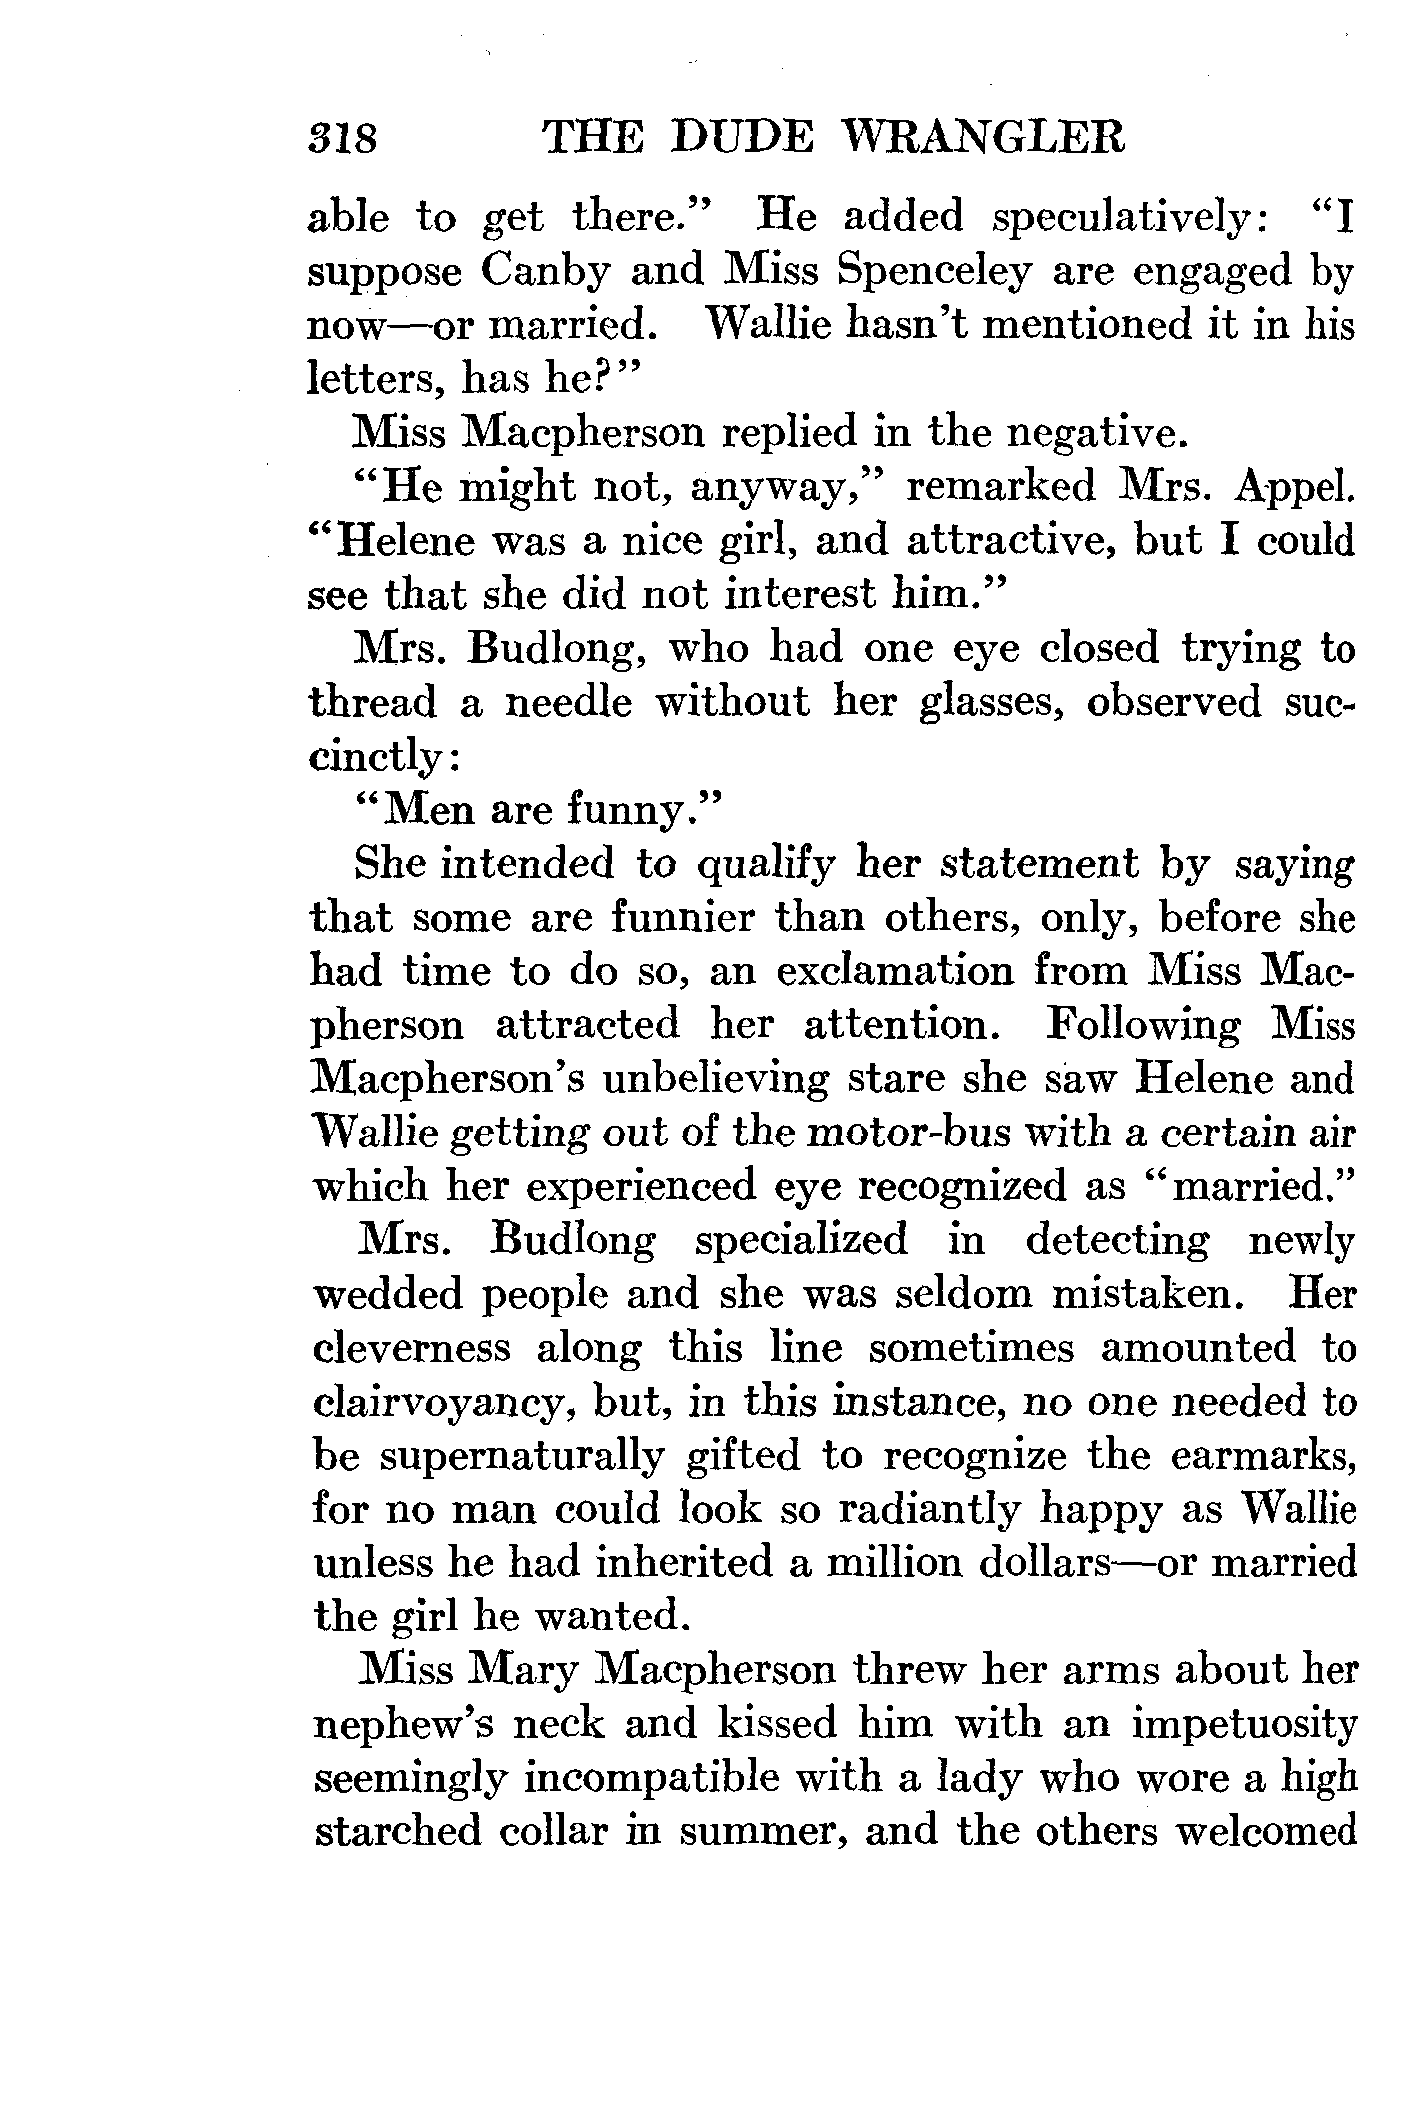 318 THE DUDE WRANGLER
able to get there.” He added speculatively: “I
suppose Canby and Miss Spenceley are engaged by
now—or married. Wallie hasn’t mentioned it in his
letters, has he?”
Miss Macpherson replied in the negative.
“He might not, anyway,” remarked Mrs. Appel.
“Helene was a nice girl, and attractive, but I could
see that she did not interest him.”
Mrs. Budlong, who had one eye closed trying to
thread a needle without her glasses, observed suc-
cinctly:
“Men are funny.”
She intended to qualify her statement by saying
that some are funnier than others, only, before she
had time to do so, an exclamation from Miss Mac-
pherson attracted her attention. Following Miss
Macpherson’s unbelieving stare she saw Helene and
Wallie getting out of the motor-bus with a certain air
which her experienced eye recognized as “married.”
Mrs. Budlong specialized in detecting newly
wedded people and she was seldom mistaken. Her
cleverness along this line sometimes amounted to
clairvoyancy, but, in this instance, no one needed to
be supernaturally gifted to recognize the earmarks,
for no man could look so radiantly happy as Wallie
unless he had inherited a million dollars—or married
the girl he wanted.
Miss Mary Macpherson threw her arms about her
nephew’s neck and kissed him with an impetuosity
seemingly incompatible with a lady who wore a high
starched collar in summer, and the others welcomed